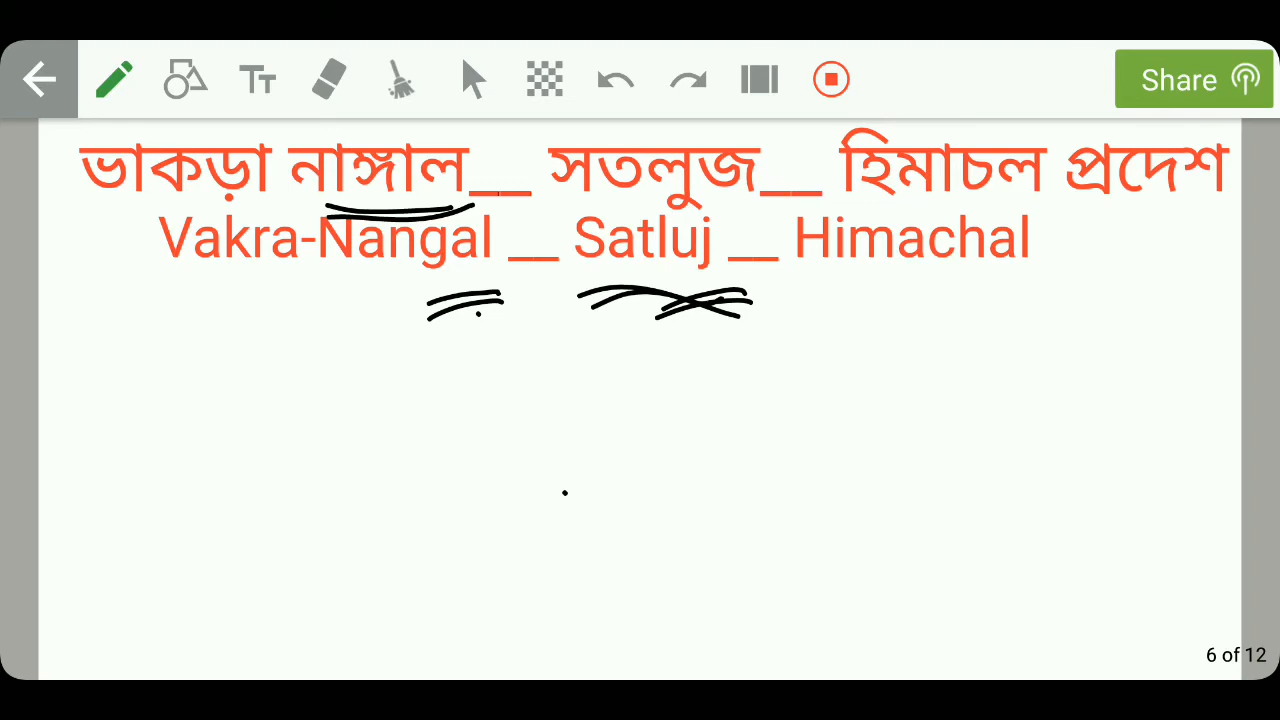 Share
ভাকড়া নাঙ্গাল__ সতলুজ__ হিমাচল প্রদেশ
Vakra-Nangal __ Satluj __ Himachal
6 of 12